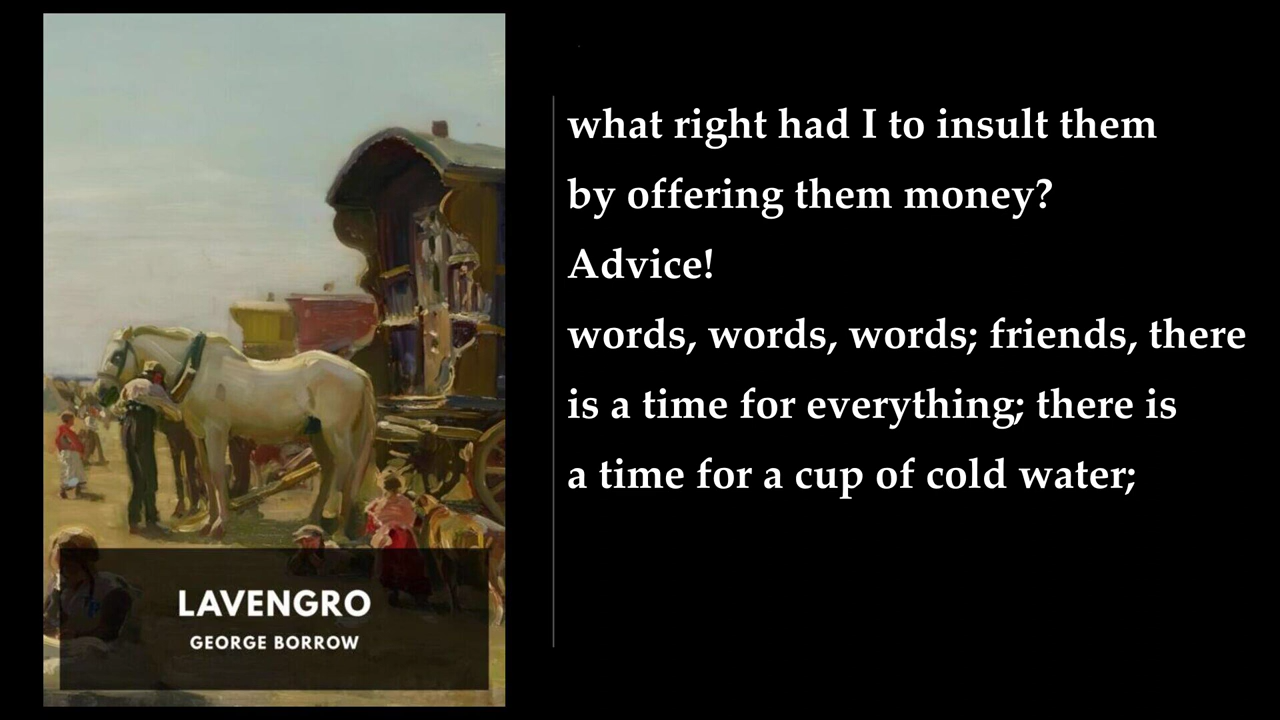 what right had I to insult them
by offering them money?
Advice!
words, words, words; friends, there
is a time for everything; there is
a time for a cup of cold water;
LAVENGRO
GEORGE BORROW